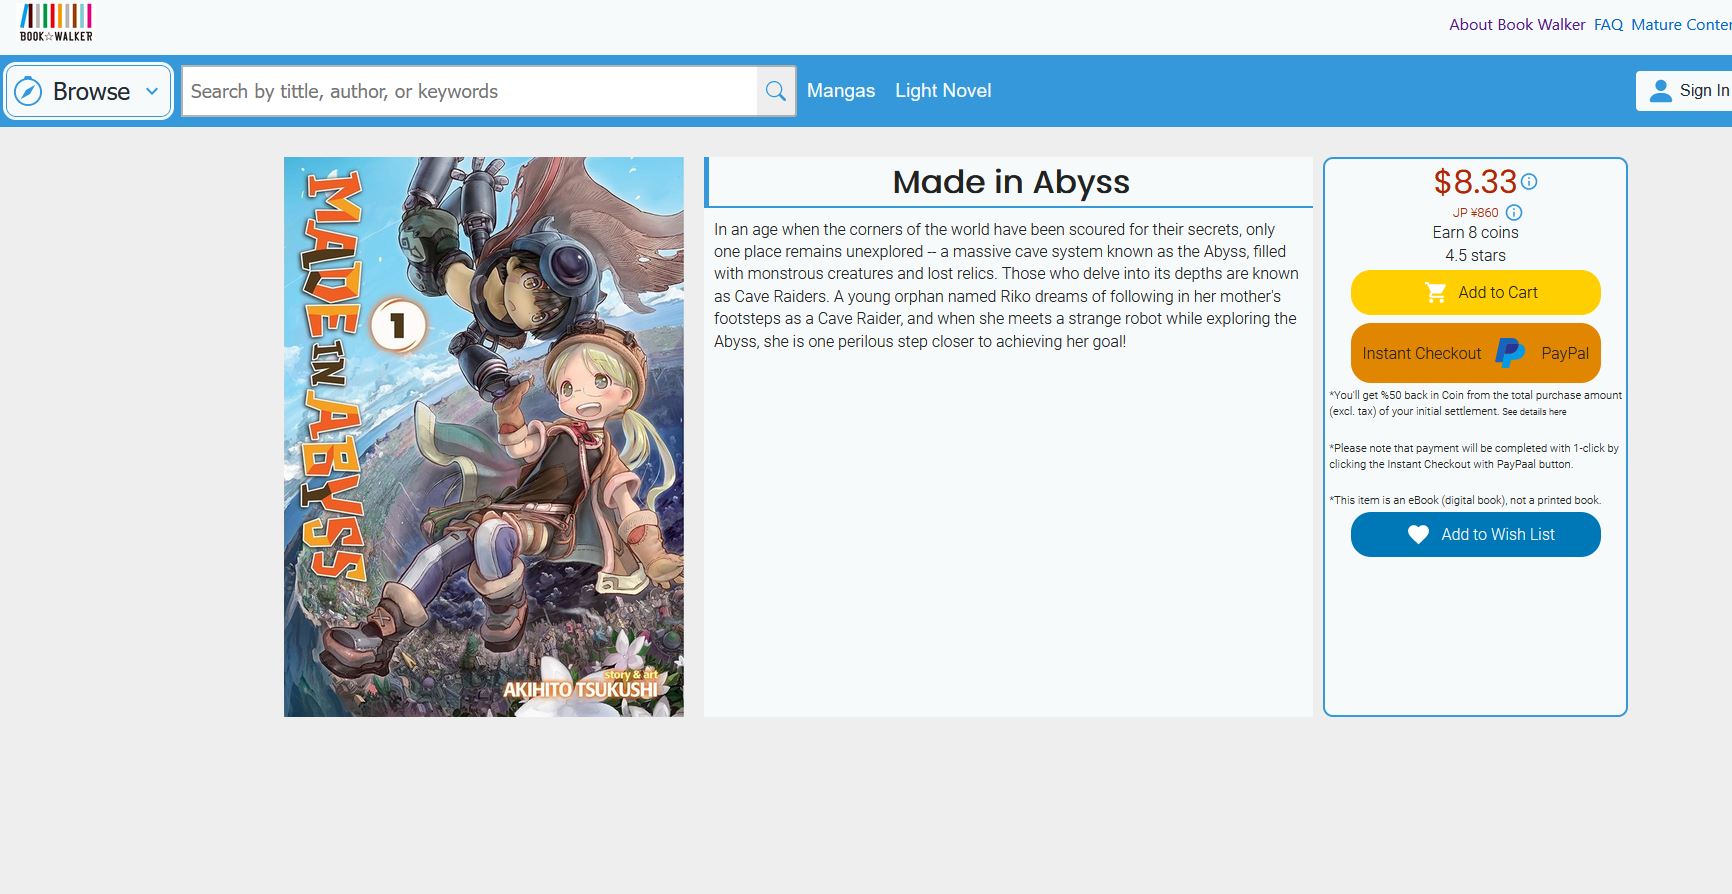 BOOK☆WALKER
About Book Walker FAQ Mature
Browse
Search by tittle, author, or keywords
Mangas Light Novel
Sign In
MADE IN ABYSS
1
story & art
AKIHITO TSUKUSHI
Made in Abyss
In an age when the corners of the world have been scoured for their secrets, only
one place remains unexplored -- a massive cave system known as the Abyss, filled
with monstrous creatures and lost relics. Those who delve into its depths are known
as Cave Raiders. A young orphan named Riko dreams of following in her mother's
footsteps as a Cave Raider, and when she meets a strange robot while exploring the
Abyss, she is one perilous step closer to achieving her goal!
$8.33
JP ¥860
Earn 8 coins
4.5 stars
Add to Cart
Instant Checkout PayPal
*You'll get %50 back in Coin from the total purchase amount
(excl. tax) of your initial settlement. See details here
*Please note that payment will be completed with 1-click by
clicking the Instant Checkout with PayPaal button.
*This item is an eBook (digital book), not a printed book.
Add to Wish List